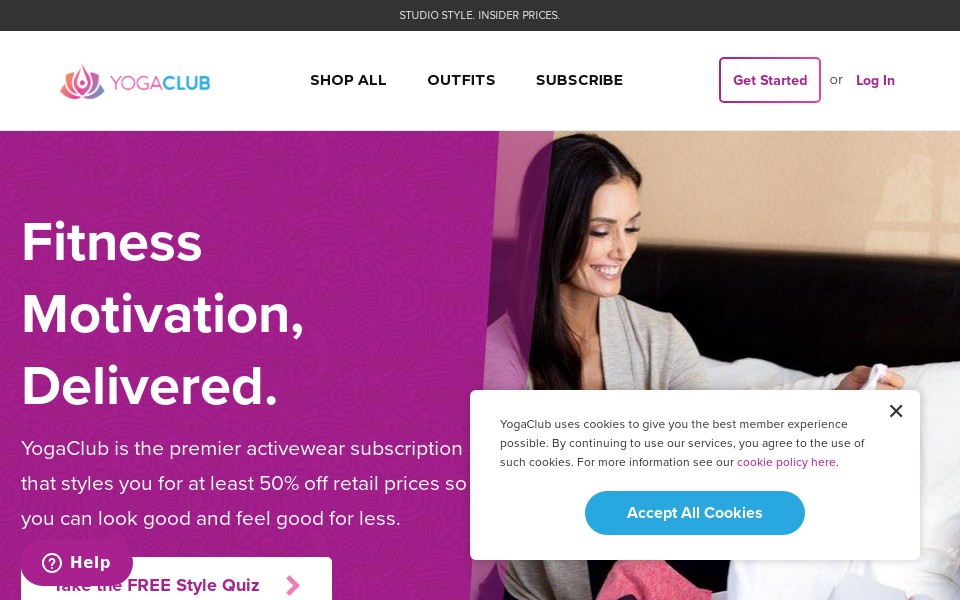 STUDIO STYLE. INSIDER PRICES.
YOGACLUB
SHOP ALL
OUTFITS
SUBSCRIBE
Get Started
or
Log In
Fitness
Motivation,
Delivered.
YogaClub is the premier activewear subscription
that styles you for at least 50% off retail prices so
you can look good and feel good for less.
Take the FREE Style Quiz
Help
YogaClub uses cookies to give you the best member experience
possible. By continuing to use our services, you agree to the use of
such cookies. For more information see our cookie policy here.
Accept All Cookies